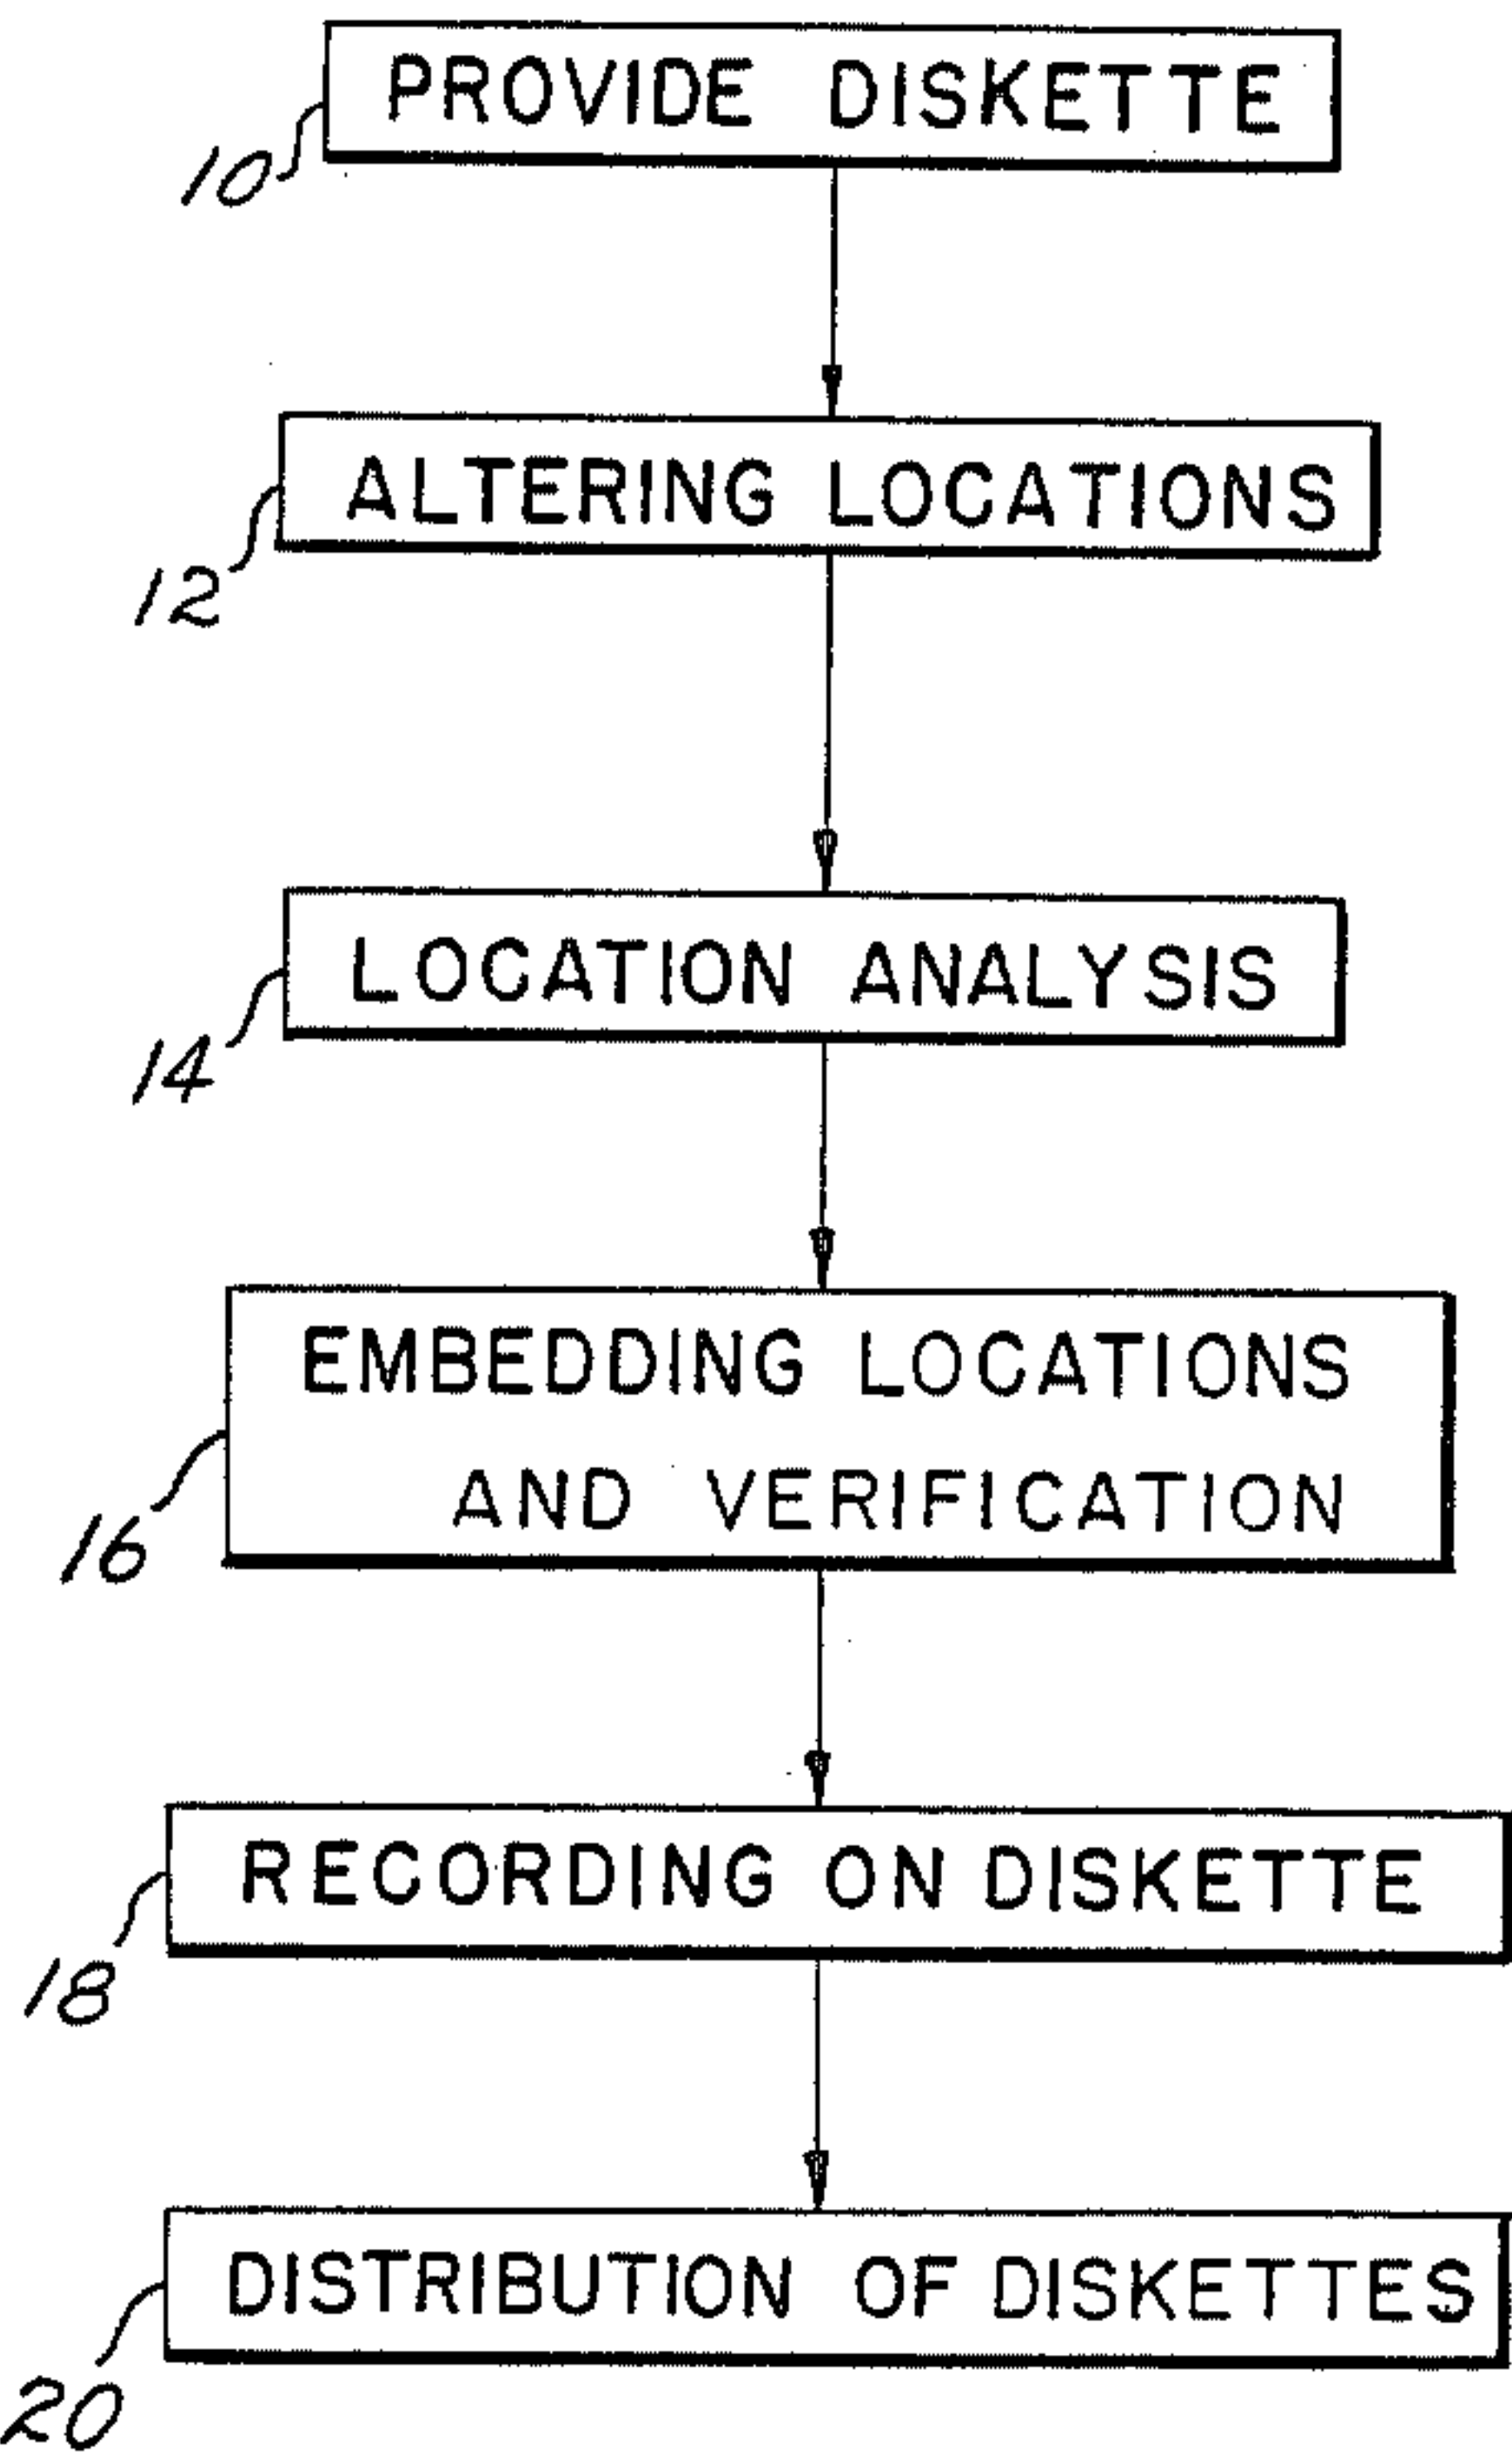 PROVIDE DISKETTE
10
ALTERING LOCATIONS
12
LOCATION ANALYSIS
14
EMBEDDING LOCATIONS
AND VERIFICATION
16
RECORDING ON DISKETTE
18
DISTRIBUTION OF DISKETTES
20